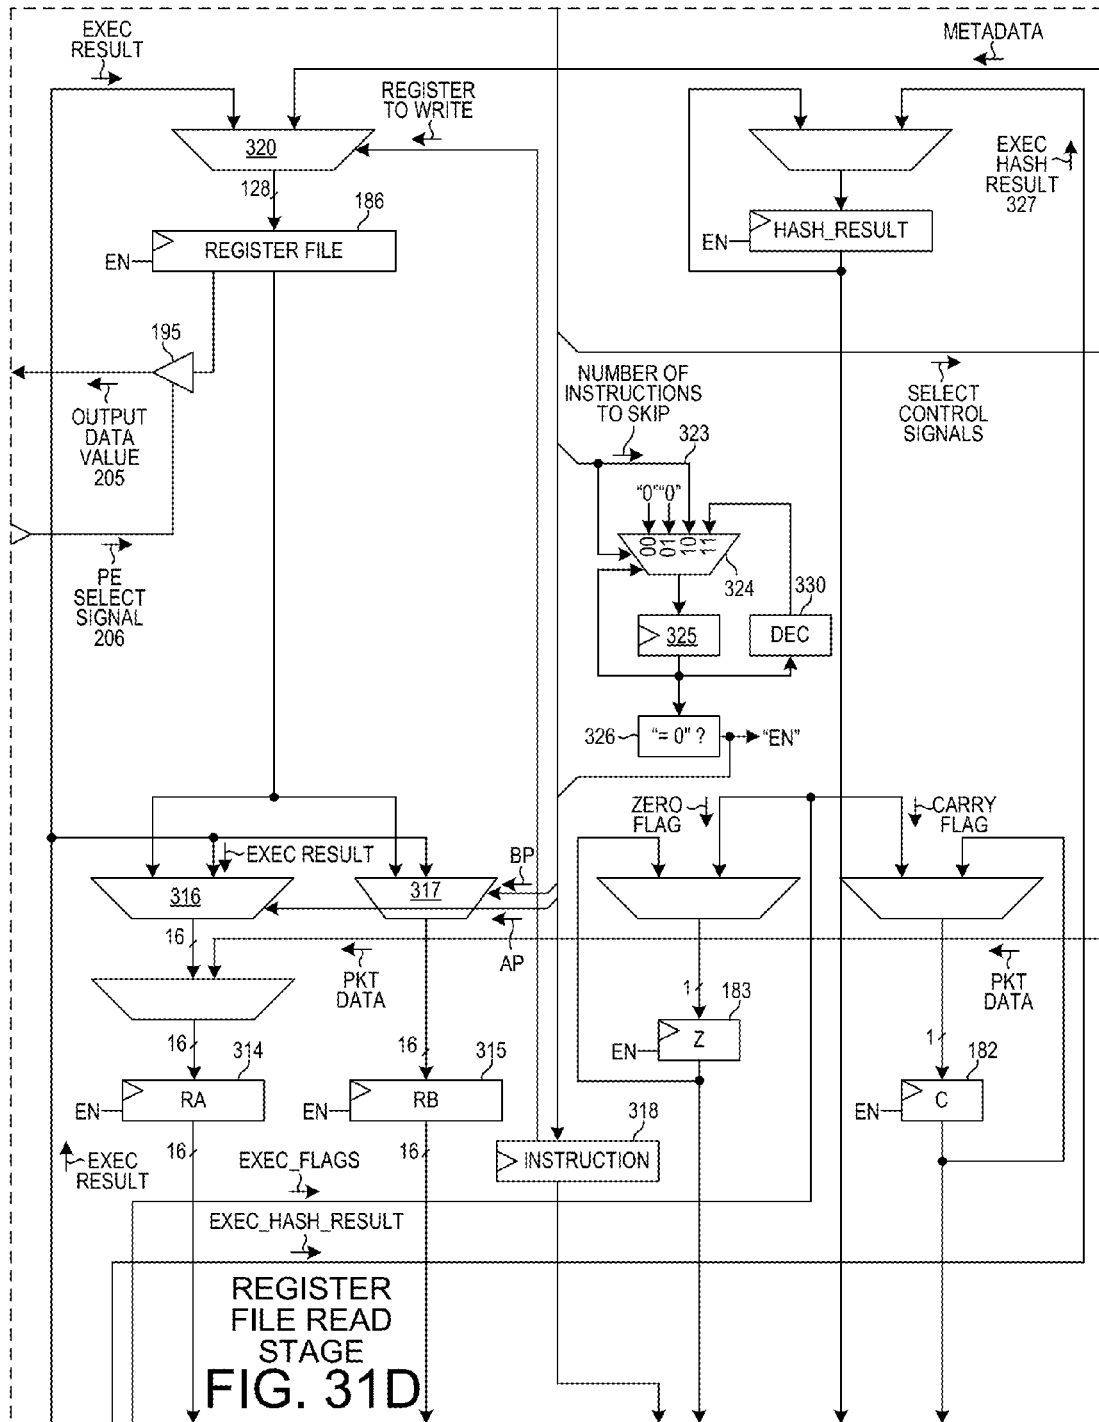 EXEC
RESULT
METADATA
REGISTER
TO WRITE
320
128
186
REGISTER FILE
EN
EXEC
HASH
RESULT
327
HASH_RESULT
EN
195
OUTPUT
DATA
VALUE
205
NUMBER OF
INSTRUCTIONS
TO SKIP
323
SELECT
CONTROL
SIGNALS
"0""0"
00
01
10
11
324
PE
SELECT
SIGNAL
206
325
330
DEC
326
"= 0" ?
"EN"
ZERO
FLAG
CARRY
FLAG
EXEC RESULT
BP
316
317
16
AP
PKT
DATA
PKT
DATA
1
183
Z
EN
16
314
RA
EN
16
16
315
RB
EN
16
1
182
C
EN
318
INSTRUCTION
EXEC
RESULT
EXEC_FLAGS
EXEC_HASH_RESULT
REGISTER
FILE READ
STAGE
FIG. 31D